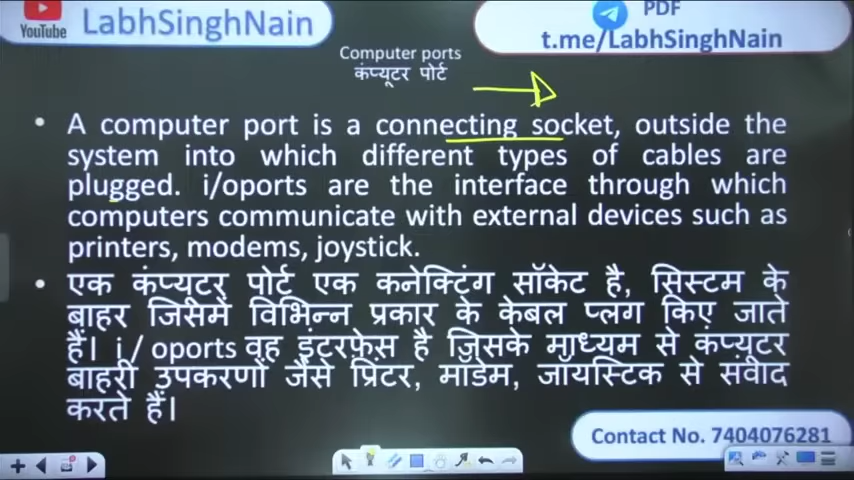 YouTube
LabhSinghNain
PDF
t.me/LabhSinghNain
Computer ports
कंप्यूटर पोर्ट
• A computer port is a connecting socket, outside the
system into which different types of cables are
plugged. i/oports are the interface through which
computers communicate with external devices such as
printers, modems, joystick.
• एक कंप्यूटर पोर्ट एक कनेक्टिंग सॉकेट है, सिस्टम के
बाहर जिसमें विभिन्न प्रकार के केबल प्लग किए जाते
हैं। i/ oports वह इंटरफ़ेस है जिसके माध्यम से कंप्यूटर
बाहरी उपकरणों जैसे प्रिंटर, मॉडेम, जॉयस्टिक से संवाद
करते हैं।
Contact No. 7404076281